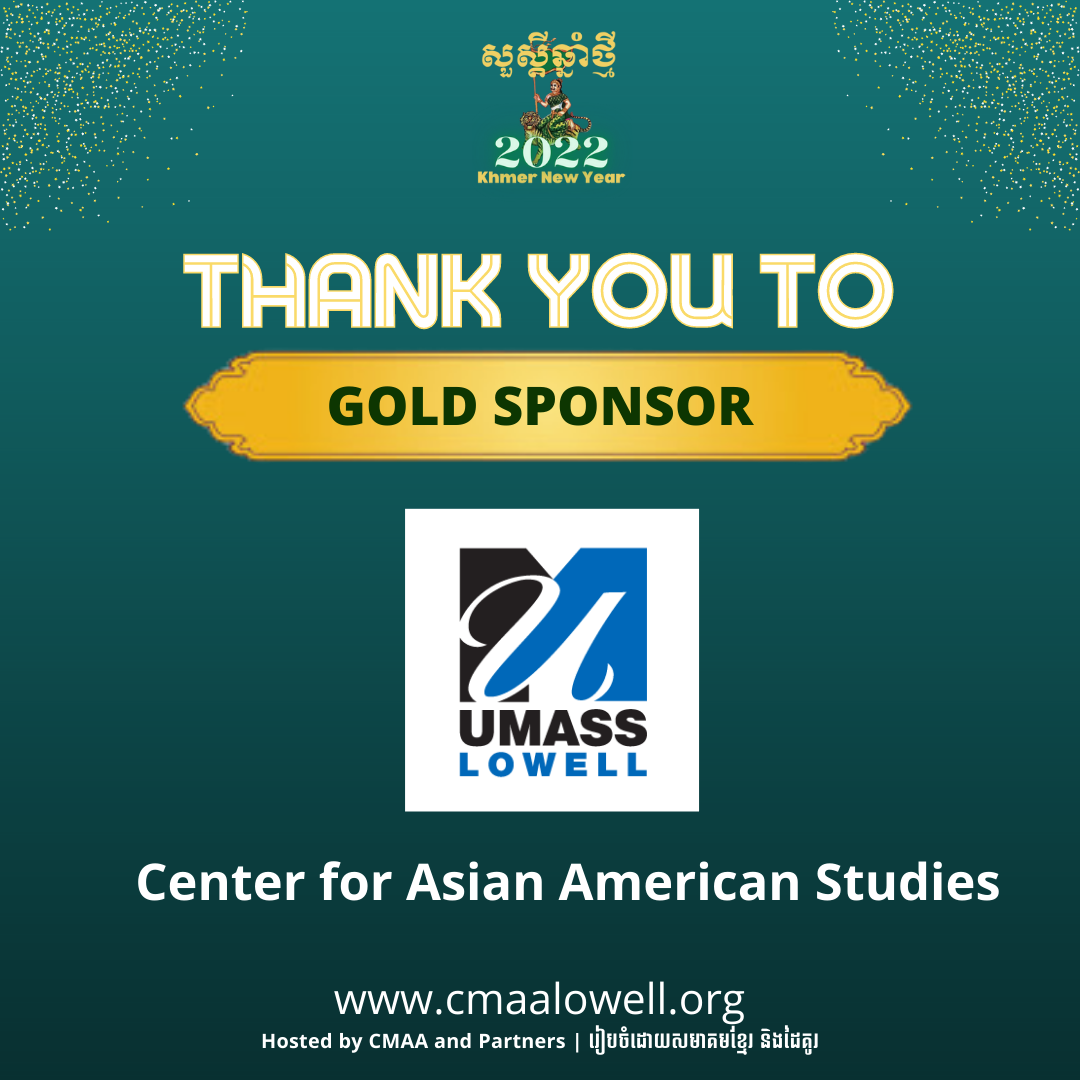 សួស្តីឆ្នាំថ្មី
2022
Khmer New Year
THANK YOU TO
GOLD SPONSOR
UMASS
LOWELL
Center for Asian American Studies
www.cmaalowell.org
Hosted by CMAA and Partners | រៀបចំដោយសមាគមខ្មែរ និងដៃគូរ